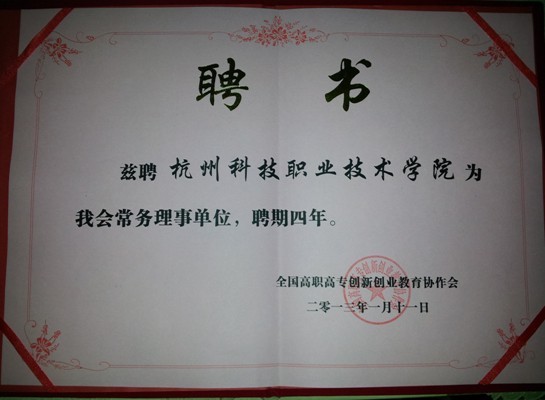 聘 书
兹聘 杭州科技职业技术学院 为
我会常务理事单位，聘期四年。
全国高职高专创新创业教育协作会
二零一三年一月十一日